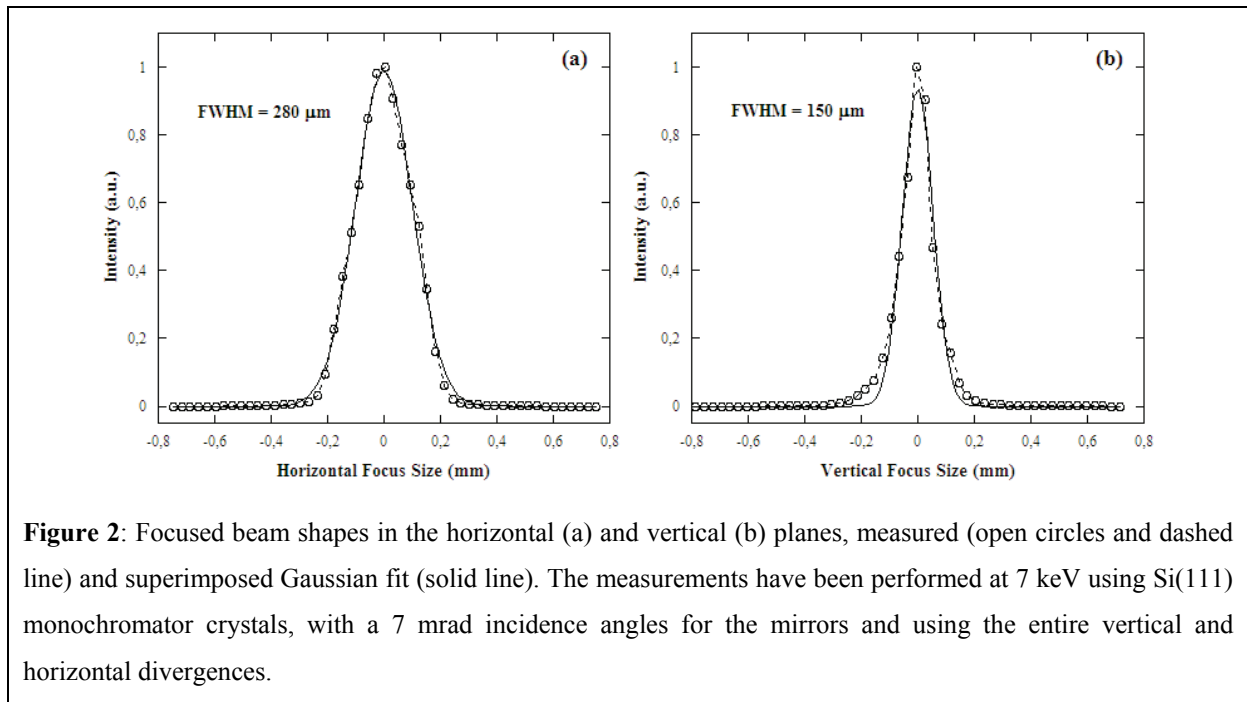 (a)
FWHM = 280 μm
Intensity (a.u.)
1
0,8
0,6
0,4
0,2
0
-0,8 -0,6 -0,4 -0,2 0 0,2 0,4 0,6 0,8
Horizontal Focus Size (mm)
(b)
FWHM = 150 μm
Intensity (a.u.)
1
0,8
0,6
0,4
0,2
0
-0,8 -0,6 -0,4 -0,2 0 0,2 0,4 0,6 0,8
Vertical Focus Size (mm)
Figure 2: Focused beam shapes in the horizontal (a) and vertical (b) planes, measured (open circles and dashed
line) and superimposed Gaussian fit (solid line). The measurements have been performed at 7 keV using Si(111)
monochromator crystals, with a 7 mrad incidence angles for the mirrors and using the entire vertical and
horizontal divergences.